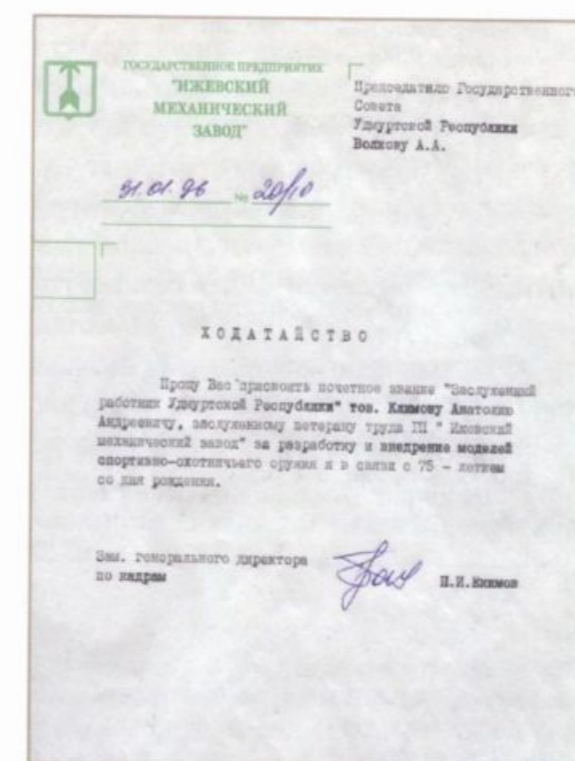 ГОСУДАРСТВЕННОЕ ПРЕДПРИЯТИЕ
"ИЖЕВСКИЙ
МЕХАНИЧЕСКИЙ
ЗАВОД"
Председателю Государственного
Совета
Удмуртской Республики
Волкову А.А.
31.01.96 № 20/10
ХОДАТАЙСТВО
Прошу Вас присвоить почетное звание "Заслуженный
работник Удмуртской Республики" тов. Климову Анатолию
Андреевичу, заслуженному ветерану труда ГП " Ижевский
механический завод" за разработку и внедрение моделей
спортивно-охотничьего оружия и в связи с 75 - летием
со дня рождения.
Зам. генерального директора
по кадрам
П.И.Екимов